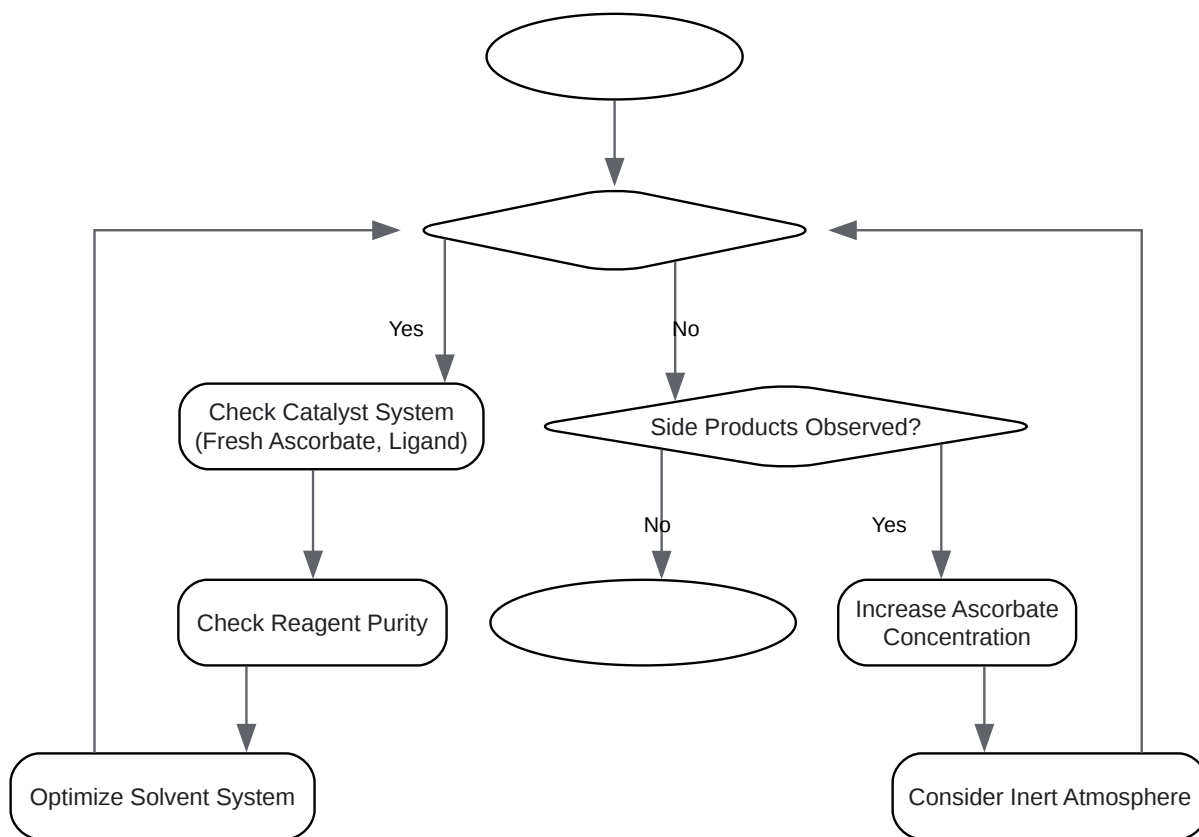 Yes
No
Check Catalyst System
(Fresh Ascorbate, Ligand)
Side Products Observed?
No
Yes
Check Reagent Purity
Increase Ascorbate
Concentration
Optimize Solvent System
Consider Inert Atmosphere